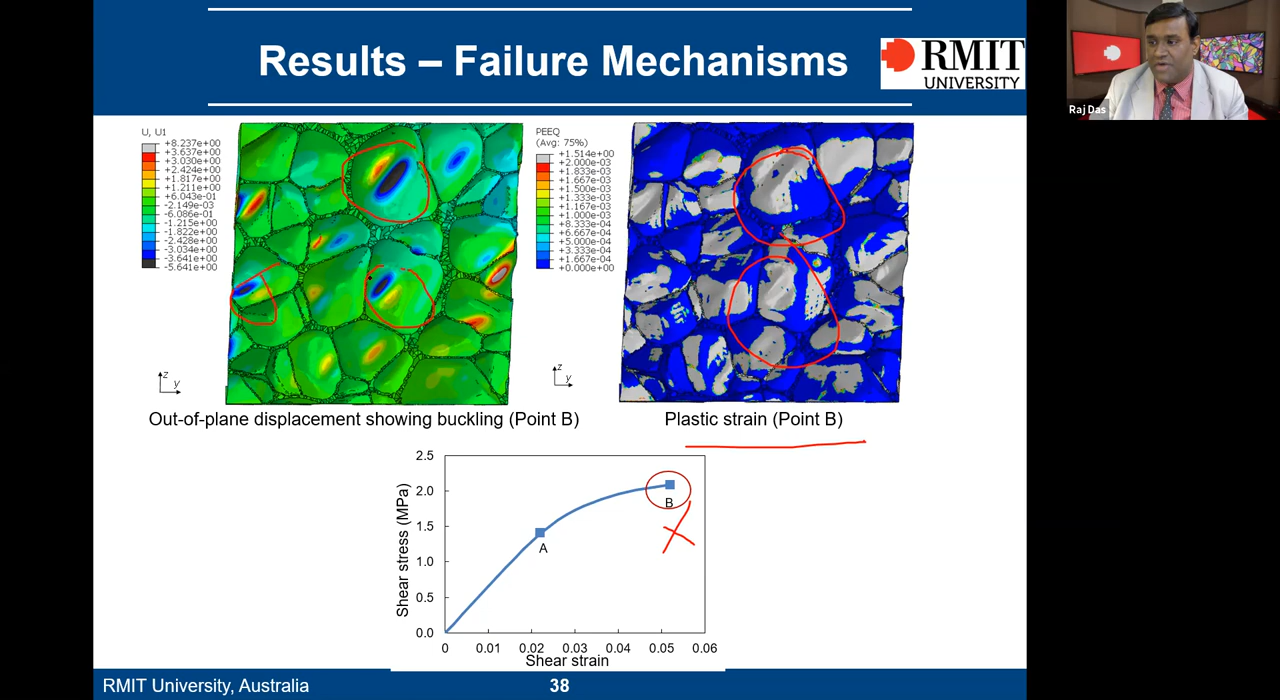 Results – Failure Mechanisms
RMIT
UNIVERSITY
Raj Das
U, U1
+8.237e+00
+3.637e+00
+3.030e+00
+2.424e+00
+1.817e+00
+1.211e+00
+6.043e-01
-2.149e-03
-6.086e-01
-1.215e+00
-1.822e+00
-2.428e+00
-3.034e+00
-3.641e+00
-5.641e+00
z
y
PEEQ
(Avg: 75%)
+1.514e+00
+2.000e-03
+1.833e-03
+1.667e-03
+1.500e-03
+1.333e-03
+1.167e-03
+1.000e-03
+8.333e-04
+6.667e-04
+5.000e-04
+3.333e-04
+1.667e-04
+0.000e+00
z
y
Out-of-plane displacement showing buckling (Point B)
Plastic strain (Point B)
Shear stress (MPa)
2.5
2.0
1.5
1.0
0.5
0.0
A
B
0 0.01 0.02 0.03 0.04 0.05 0.06
Shear strain
RMIT University, Australia
38